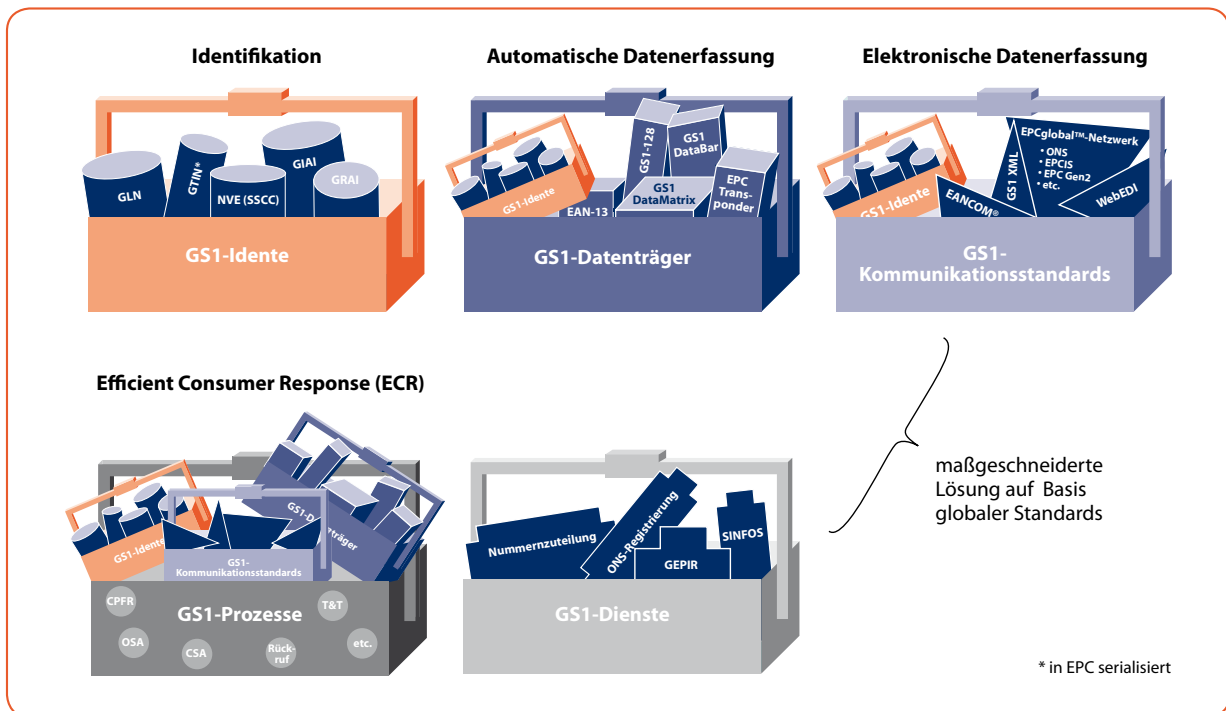 Identifikation
GLN
GTIN*
NVE (SSCC)
GIAI
GRAI
GS1-Idente
Automatische Datenerfassung
GS1-Idente
EAN-13
GS1-128
GS1
DataBar
GS1
DataMatrix
EPC
Trans-
ponder
GS1-Datenträger
Elektronische Datenerfassung
GS1-Idente
EANCOM®
GS1 XML
EPCglobal™-Netzwerk
• ONS
• EPCIS
• EPC Gen2
• etc.
WebEDI
GS1-
Kommunikationsstandards
Efficient Consumer Response (ECR)
GS1-Idente
GS1-D
träger
GS1-
Kommunikationsstandards
GS1-Prozesse
CPFR
OSA
CSA
Rück-
ruf
T&T
etc.
Nummernzuteilung
ONS-Registrierung
GEPIR
SINFOS
GS1-Dienste
maßgeschneiderte
Lösung auf Basis
globaler Standards
* in EPC serialisiert